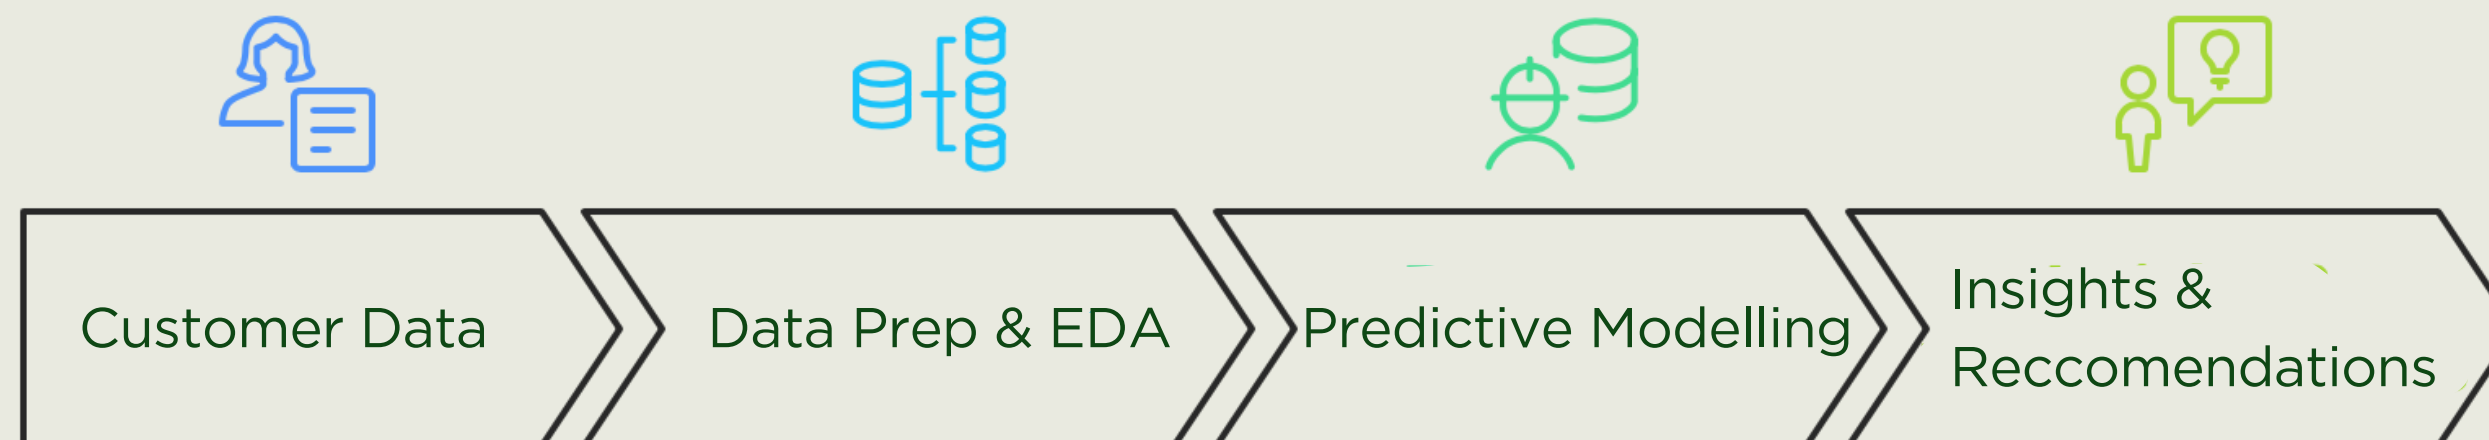 Customer Data
Data Prep & EDA
Predictive Modelling
Insights &
Reccomendations